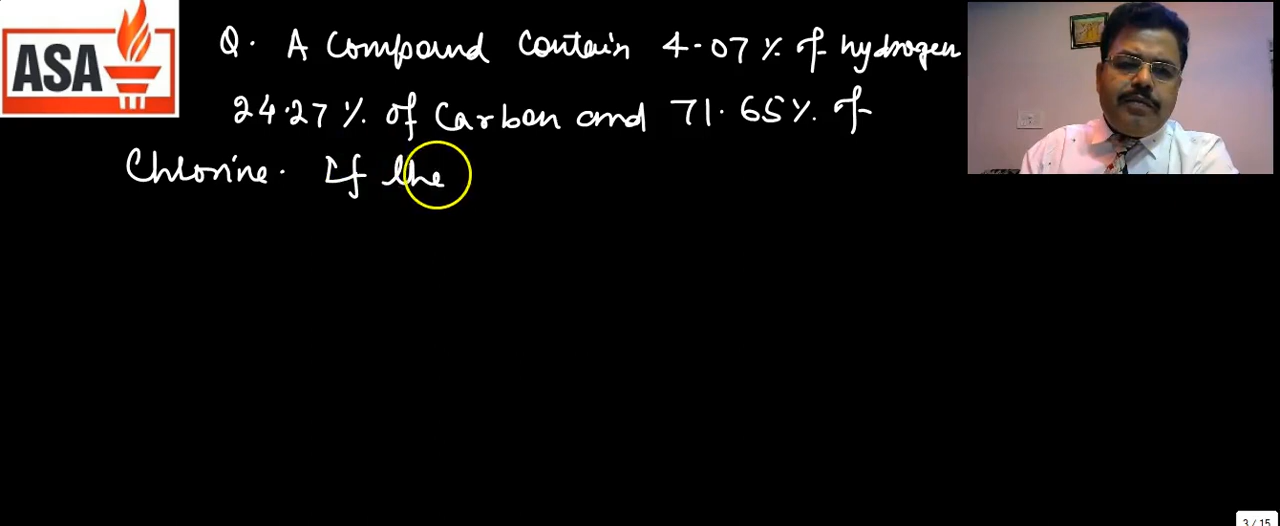 ASA
Q. A Compound Contain 4.07% of hydrogen
24.27% of Carbon and 71.65% of
Chlorine. If the
3 / 15